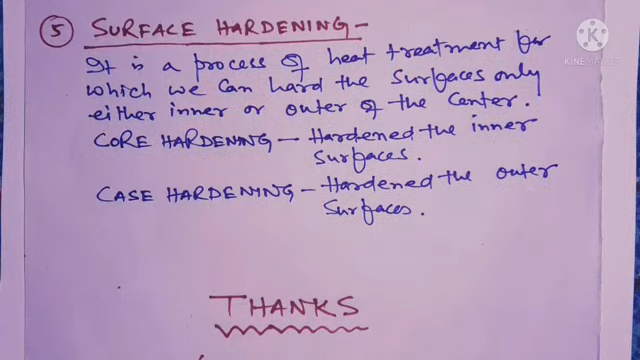 5 SURFACE HARDENING-
It is a process of heat treatment for
which we can hard the surfaces only
either inner or outer of the center.
CORE HARDENING - Hardened the inner
surfaces.
CASE HARDENING - Hardened the outer
surfaces.
THANKS
KINEMASTER